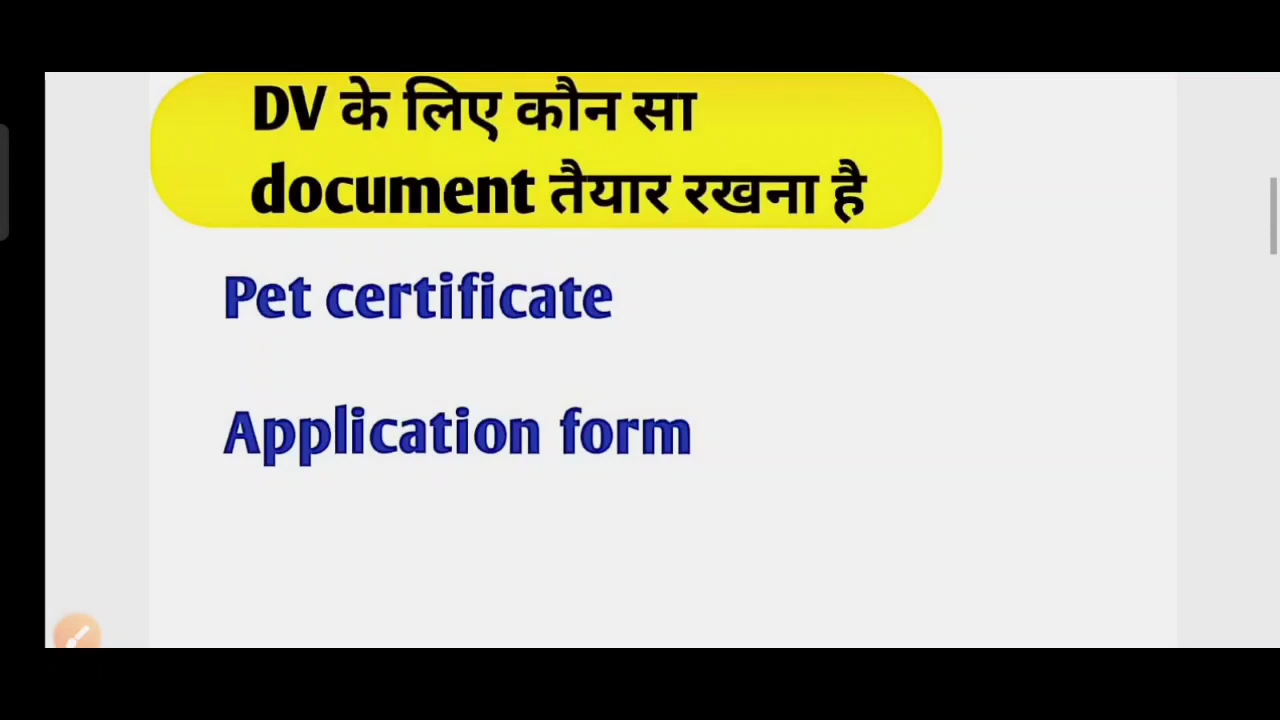 DV के लिए कौन सा
document तैयार रखना है
Pet certificate
Application form